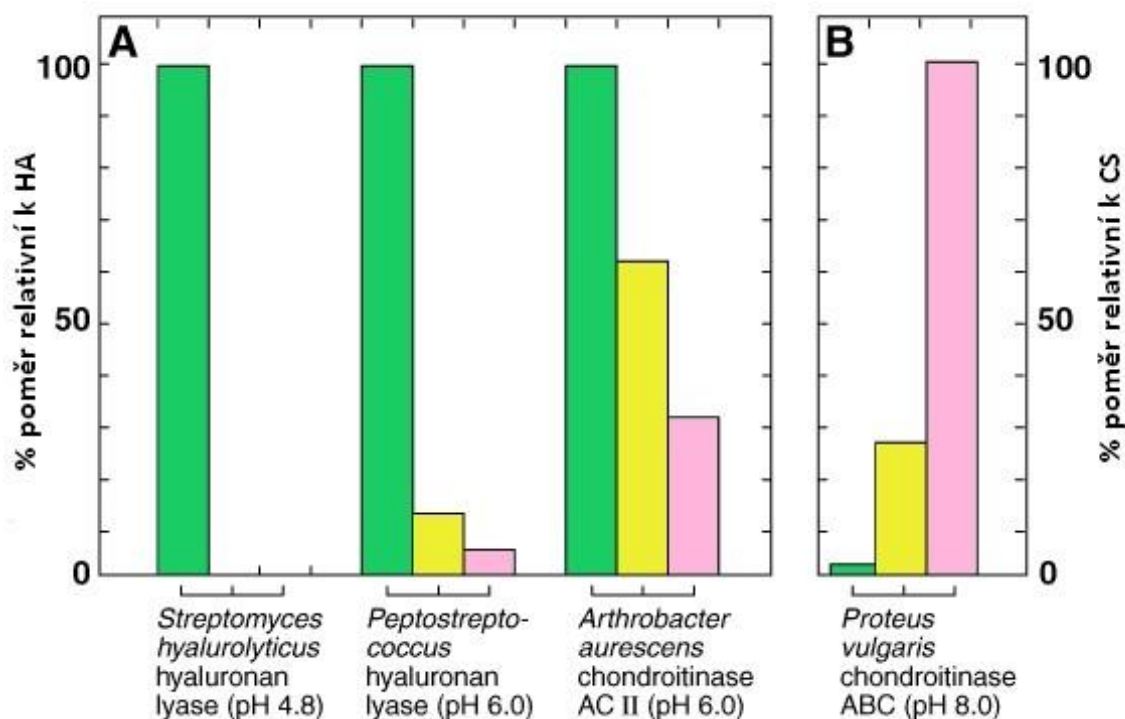 A
B
100
50
0
% poměr relativní k HA
100
50
0
% poměr relativní k CS
Streptomyces
hyalurolyticus
hyaluronan
lyase (pH 4.8)
Peptostrepto-
coccus
hyaluronan
lyase (pH 6.0)
Arthrobacter
aurescens
chondroitinase
AC II (pH 6.0)
Proteus
vulgaris
chondroitinase
ABC (pH 8.0)